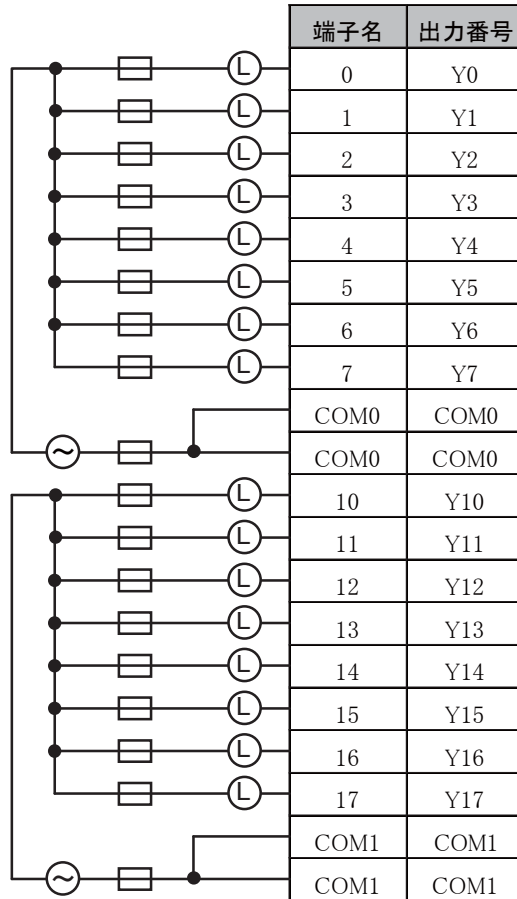 端子名 出力番号
L 0 Y0
L 1 Y1
L 2 Y2
L 3 Y3
L 4 Y4
L 5 Y5
L 6 Y6
L 7 Y7
COM0 COM0
COM0 COM0
L 10 Y10
L 11 Y11
L 12 Y12
L 13 Y13
L 14 Y14
L 15 Y15
L 16 Y16
L 17 Y17
COM1 COM1
COM1 COM1